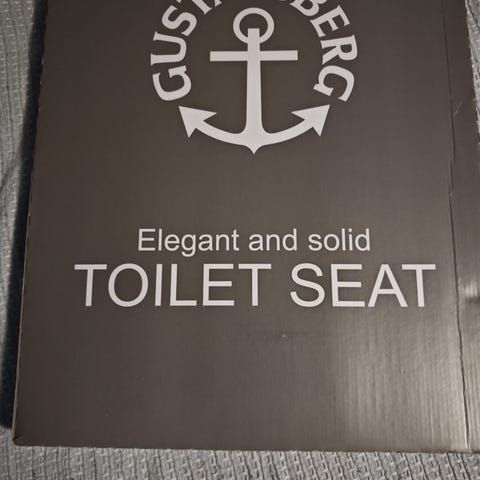 Elegant and solid
TOILET SEAT